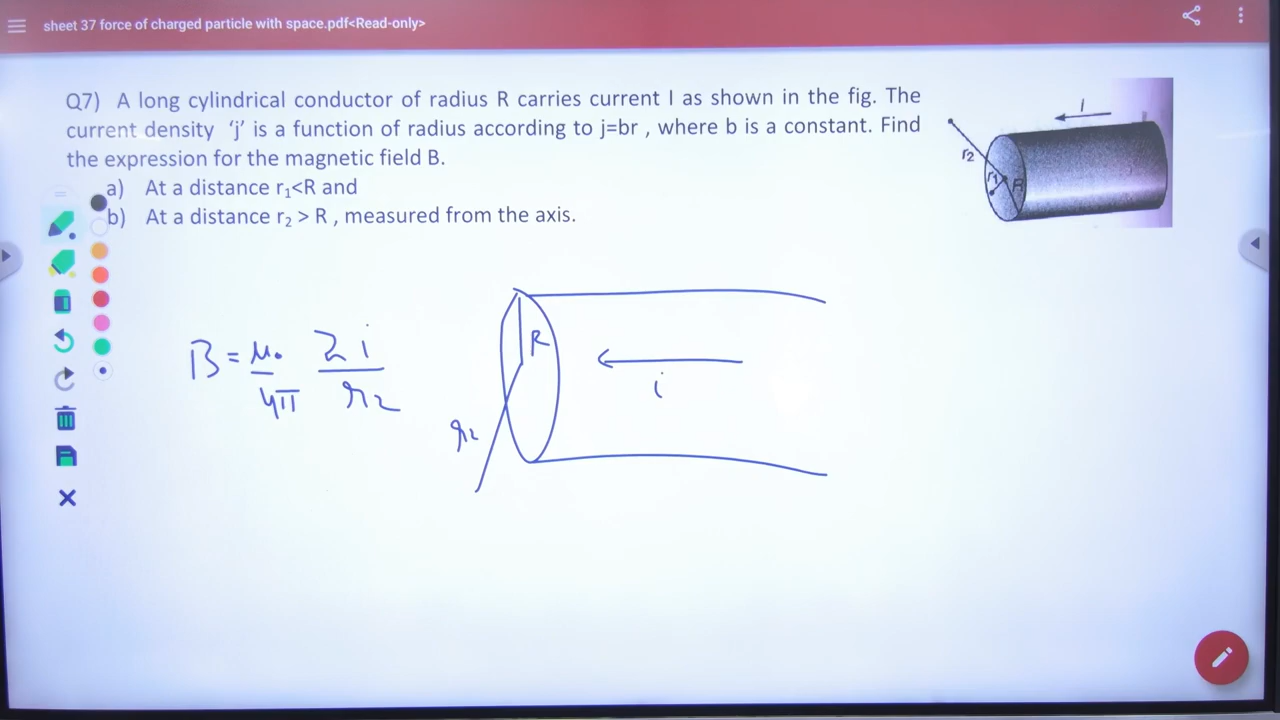 sheet 37 force of charged particle with space.pdf<Read-only>
Q7) A long cylindrical conductor of radius R carries current I as shown in the fig. The
current density 'j' is a function of radius according to j=br , where b is a constant. Find
the expression for the magnetic field B.
a) At a distance r₁<R and
b) At a distance r₂ > R , measured from the axis.
I
r2
r1
R
B = μ₀/4π 2i/r₂
R
i
r₂